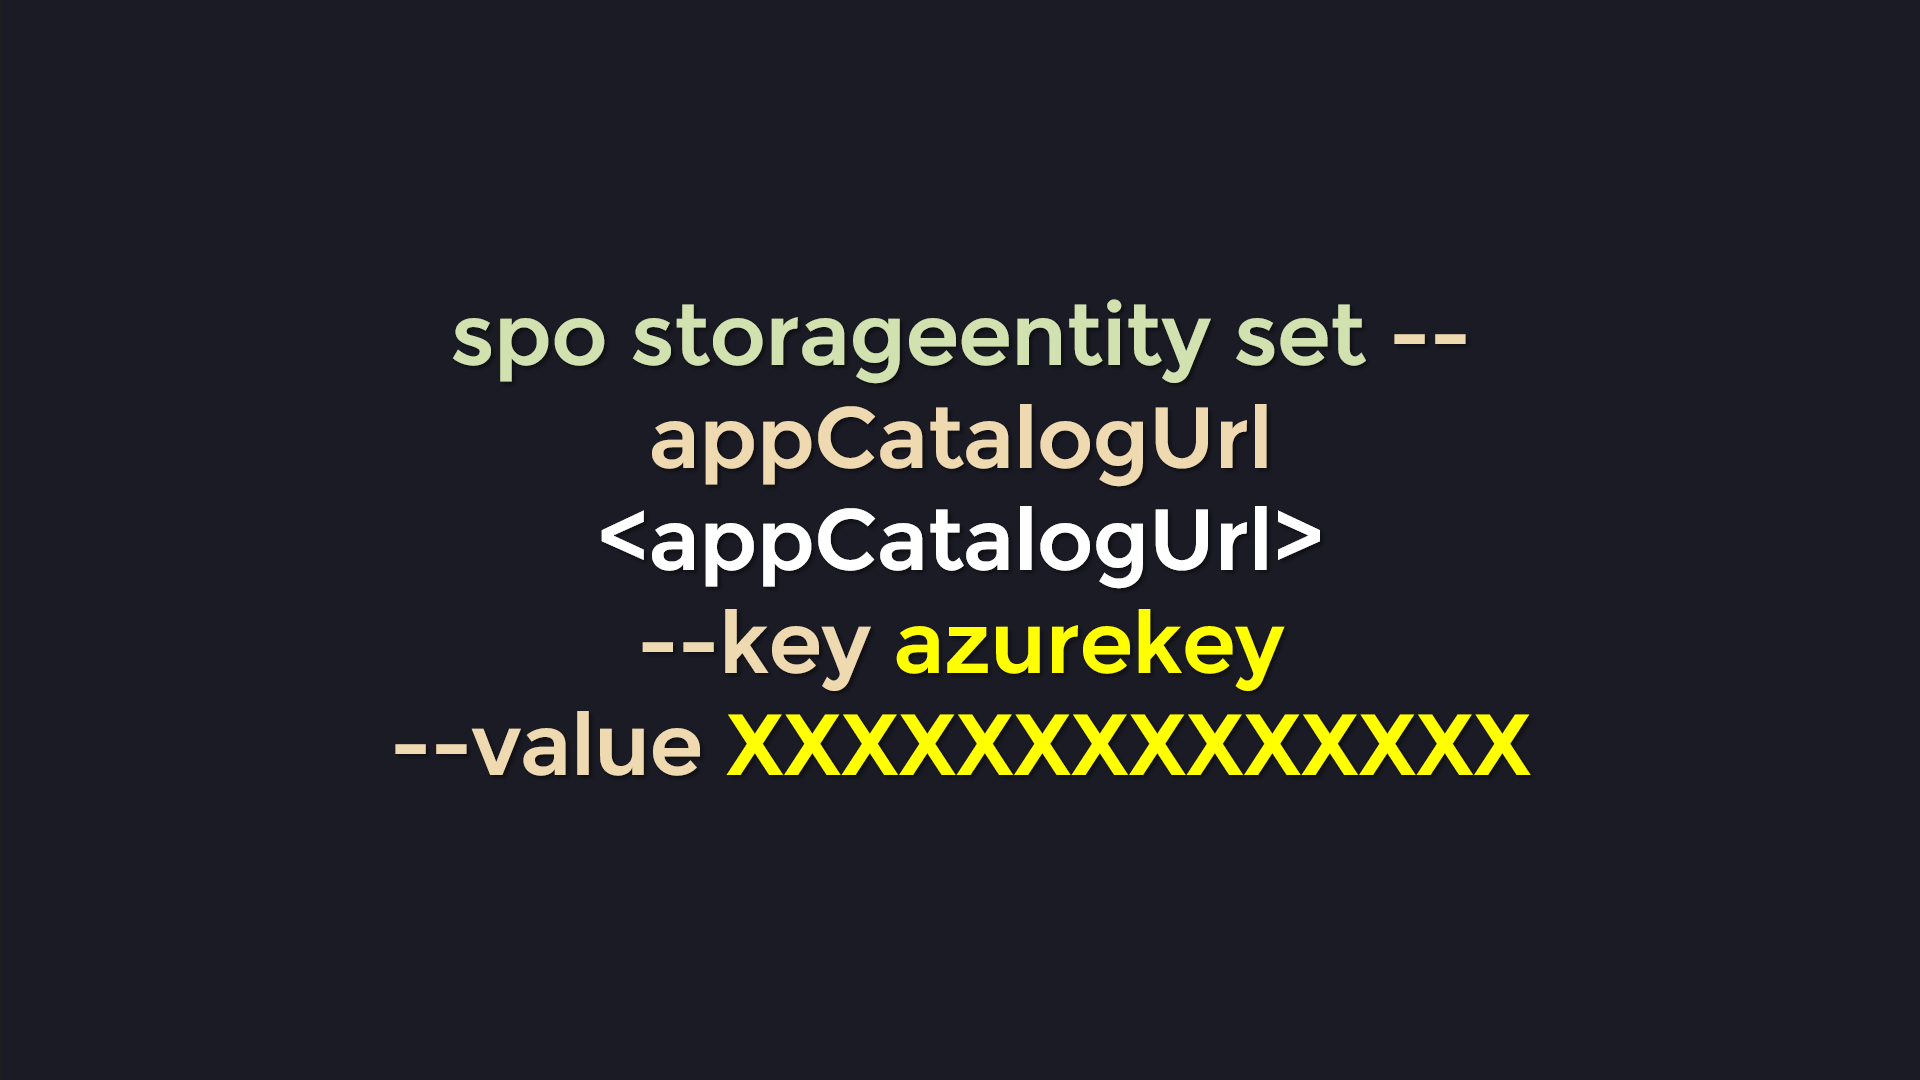 spo storageentity set --
appCatalogUrl
<appCatalogUrl>
--key azurekey
--value XXXXXXXXXXXXXX